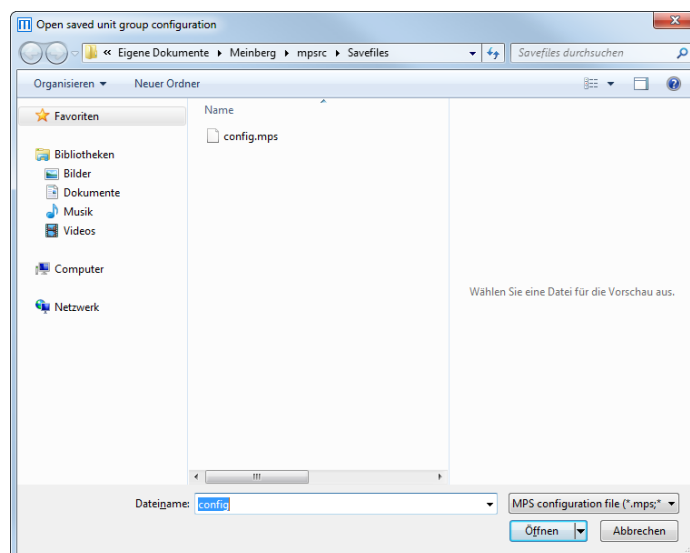 Open saved unit group configuration
« Eigene Dokumente Meinberg mpsrc Savefiles
Savefiles durchsuchen
Organisieren Neuer Ordner
Favoriten
Bibliotheken
Bilder
Dokumente
Musik
Videos
Computer
Netzwerk
Name
config.mps
Wählen Sie eine Datei für die Vorschau aus.
Dateiname: config
MPS configuration file (*.mps;*
Öffnen Abbrechen